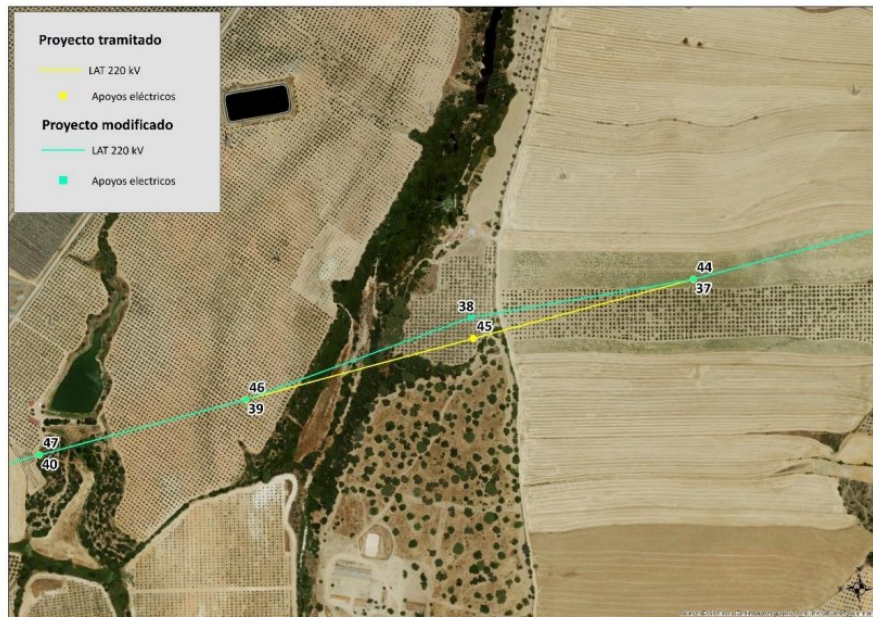 Proyecto tramitado
LAT 220 kV
Apoyos eléctricos
Proyecto modificado
LAT 220 kV
Apoyos electricos
44
37
38
45
46
39
47
40